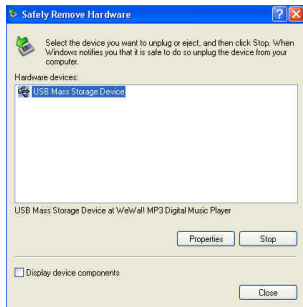 Safely Remove Hardware
Select the device you want to unplug or eject, and then click Stop. When
Windows notifies you that it is safe to do so unplug the device from your
computer.
Hardware devices:
USB Mass Storage Device
USB Mass Storage Device at WeWa!! MP3 Digital Music Player
Properties
Stop
Display device components
Close